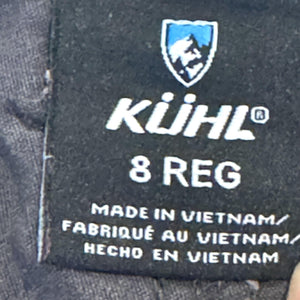 KÜHL®
8 REG
MADE IN VIETNAM/
FABRIQUÉ AU VIETNAM/
HECHO EN VIETNAM